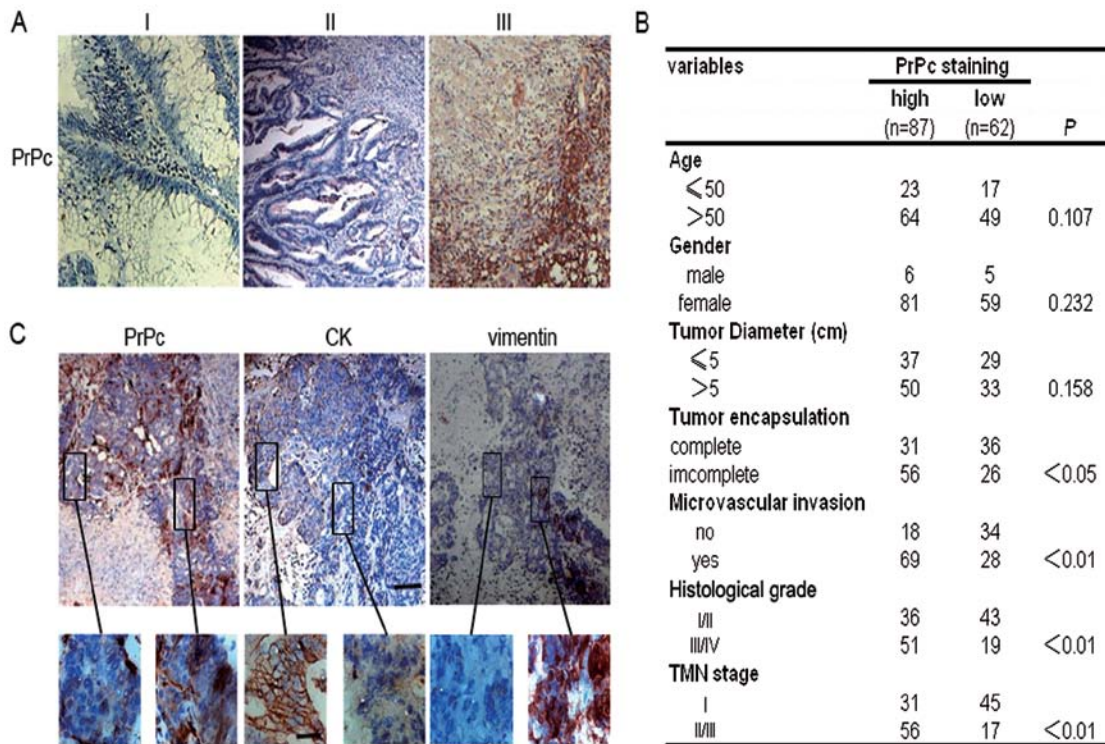 A
I II III
PrPc
B
variables PrPc staining
high low
(n=87) (n=62) P
Age
⩽50 23 17
>50 64 49 0.107
Gender
male 6 5
female 81 59 0.232
Tumor Diameter (cm)
⩽5 37 29
>5 50 33 0.158
Tumor encapsulation
complete 31 36
imcomplete 56 26 <0.05
Microvascular invasion
no 18 34
yes 69 28 <0.01
Histological grade
I/II 36 43
III/IV 51 19 <0.01
TMN stage
I 31 45
II/III 56 17 <0.01
C
PrPc CK vimentin